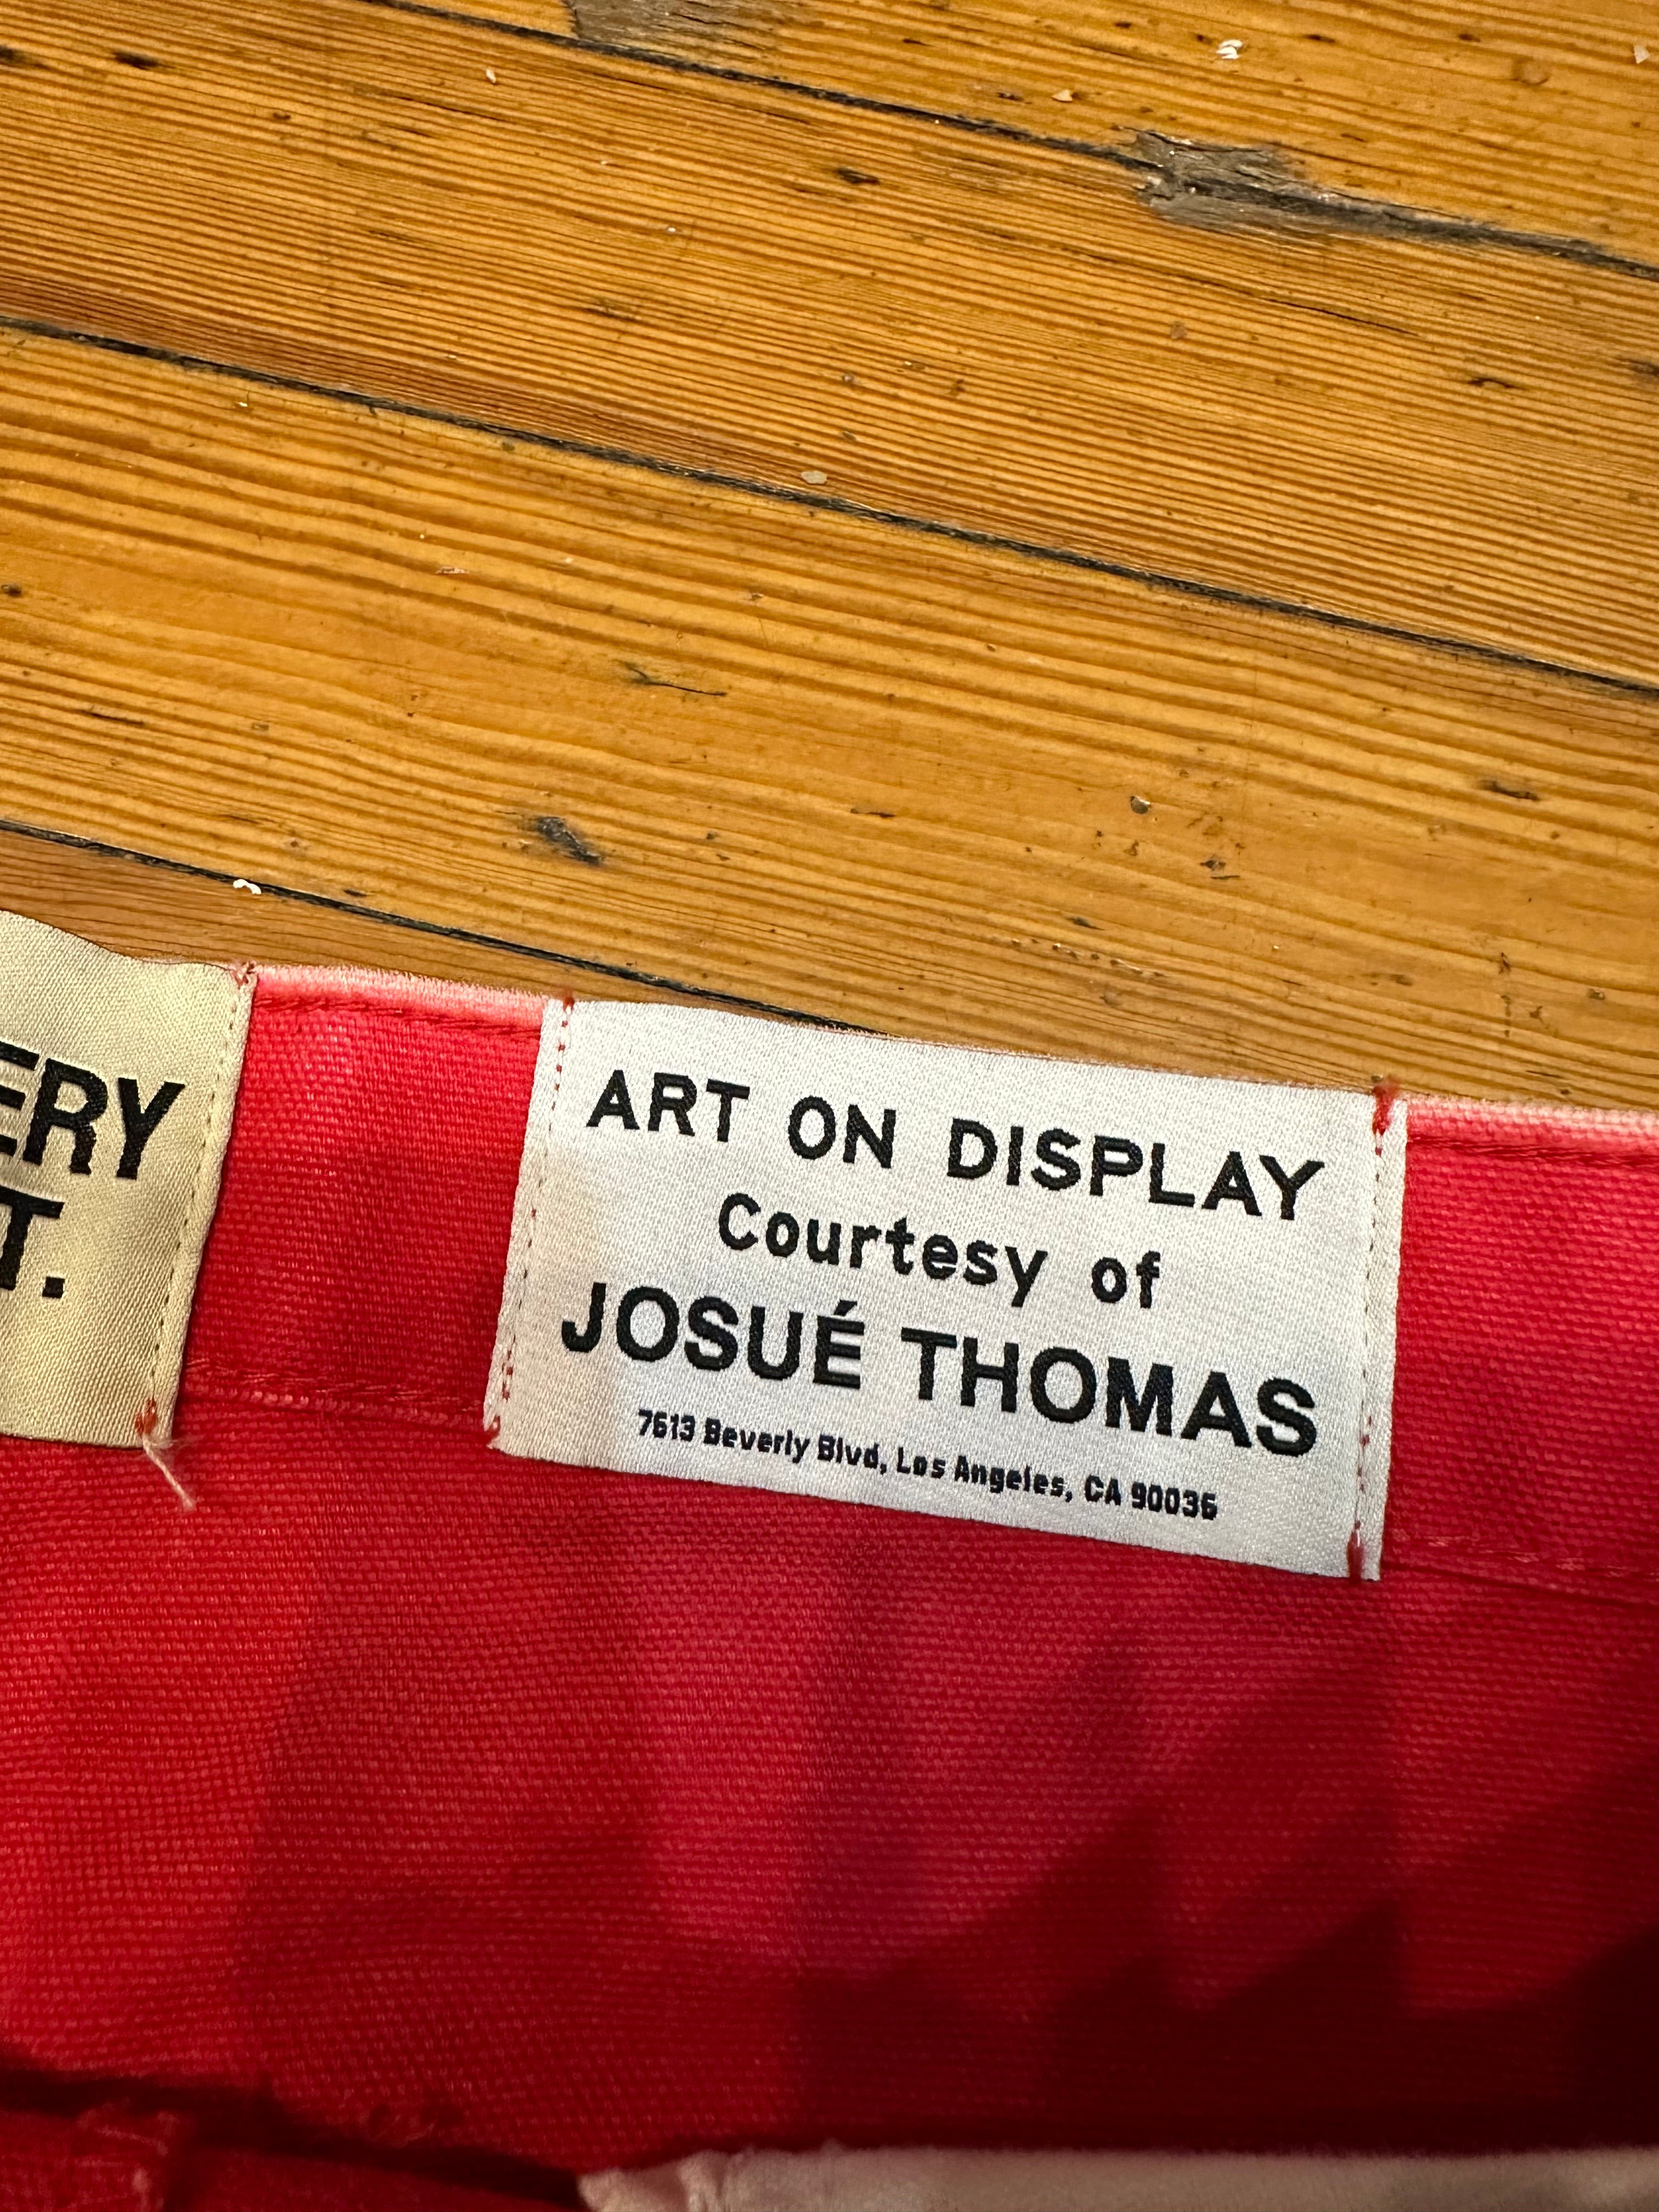 ERY
T.
ART ON DISPLAY
Courtesy of
JOSUÉ THOMAS
7613 Beverly Blvd, Los Angeles, CA 90036